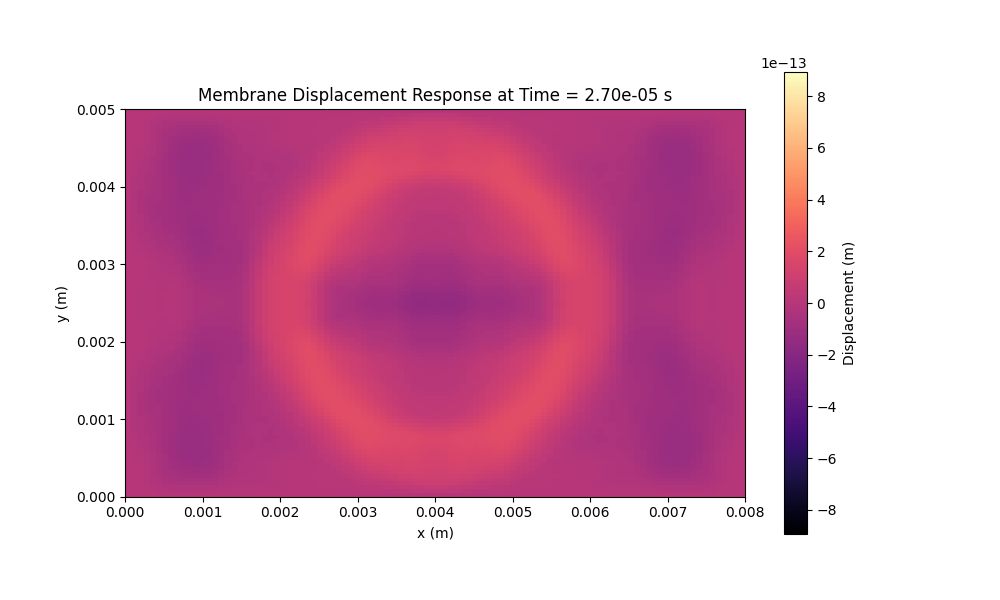 1e−13
Membrane Displacement Response at Time = 2.70e-05 s
0.005
0.004
0.003
0.002
0.001
0.000
y (m)
0.000 0.001 0.002 0.003 0.004 0.005 0.006 0.007 0.008
x (m)
8
6
4
2
0
−2
−4
−6
−8
Displacement (m)